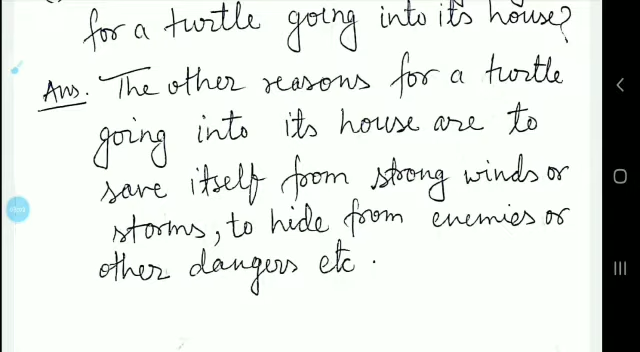 for a turtle going into its house?
Ans. The other reasons for a turtle
going into its house are to
save itself from strong winds or
storms, to hide from enemies or
other dangers etc.